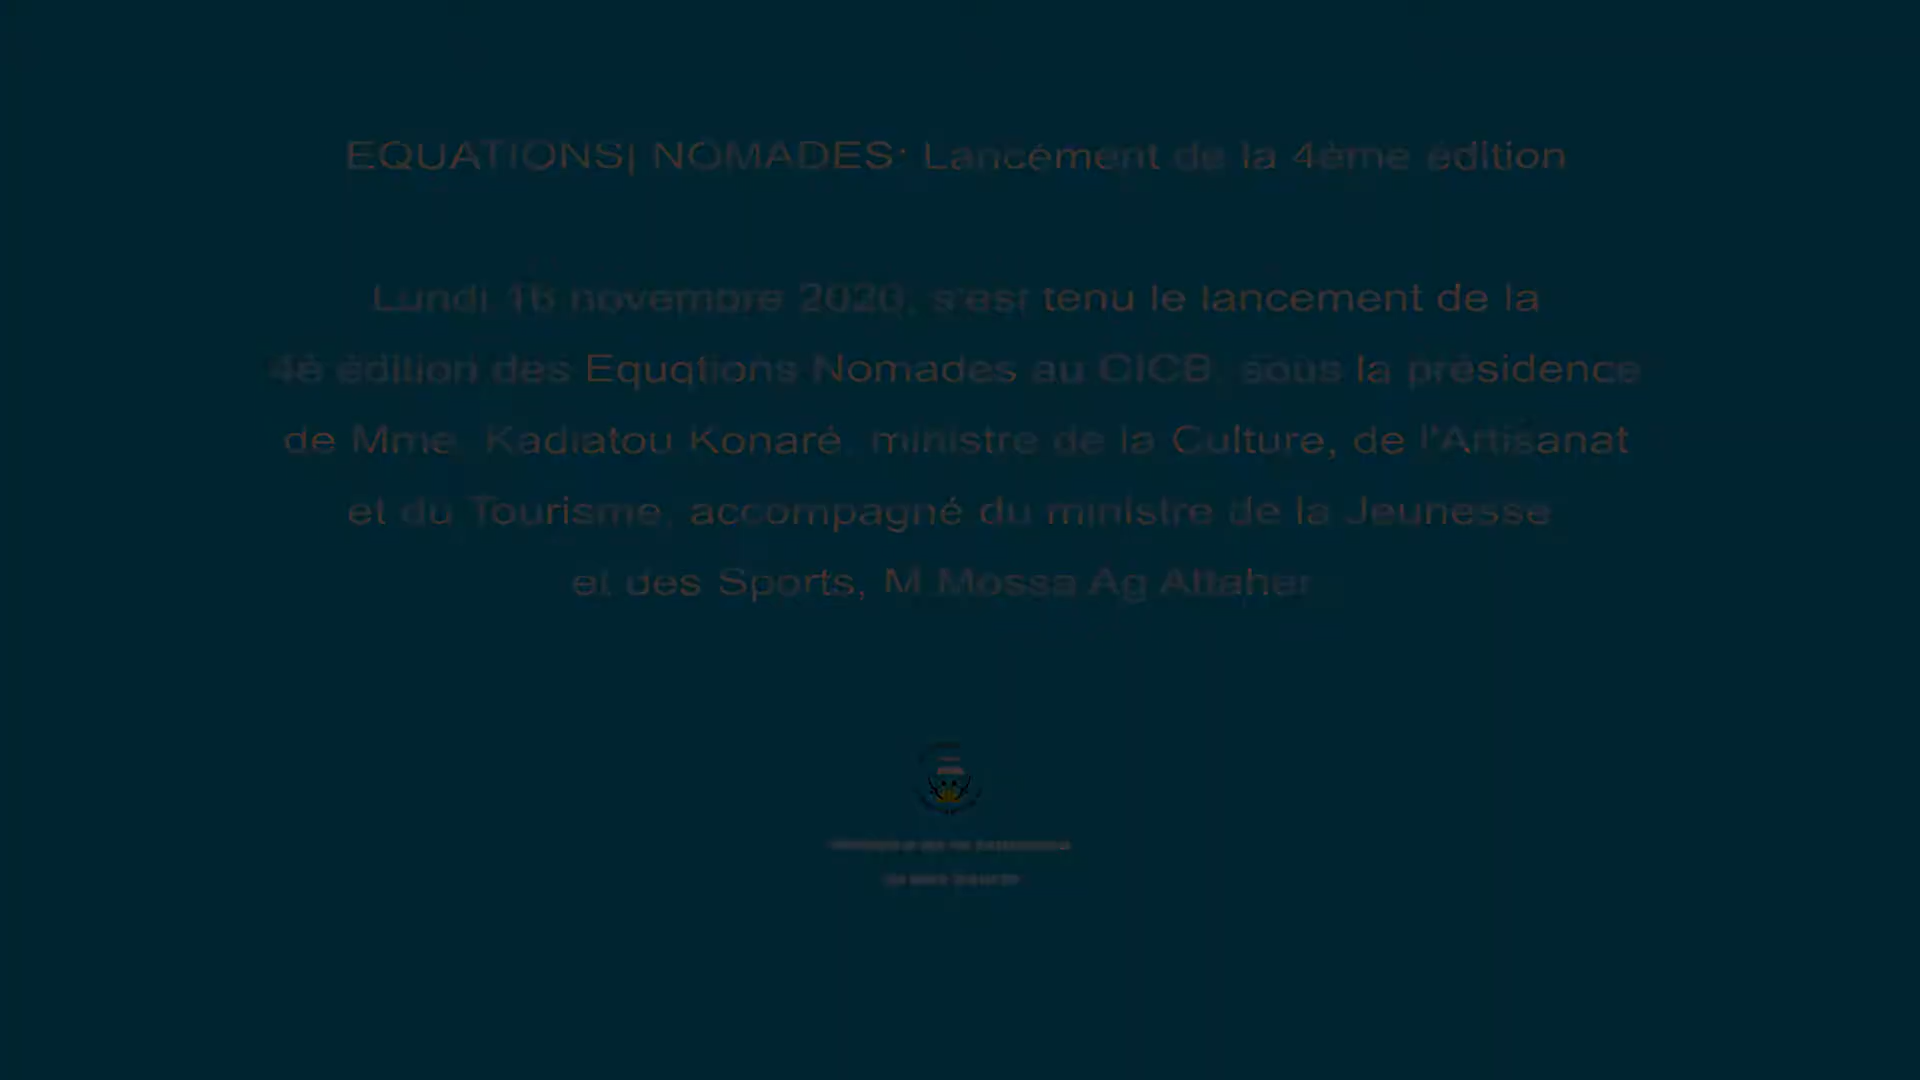 EQUATIONS| NOMADES: Lancément de la 4ème édition
Lundi 16 novembre 2020, s'est tenu le lancement de la
4è édition des Equqtions Nomades au CICB, sous la présidence
de Mme. Kadiatou Konaré, ministre de la Culture, de l'Artisanat
et du Tourisme, accompagné du ministre de la Jeunesse
et des Sports, M Mossa Ag Attaher